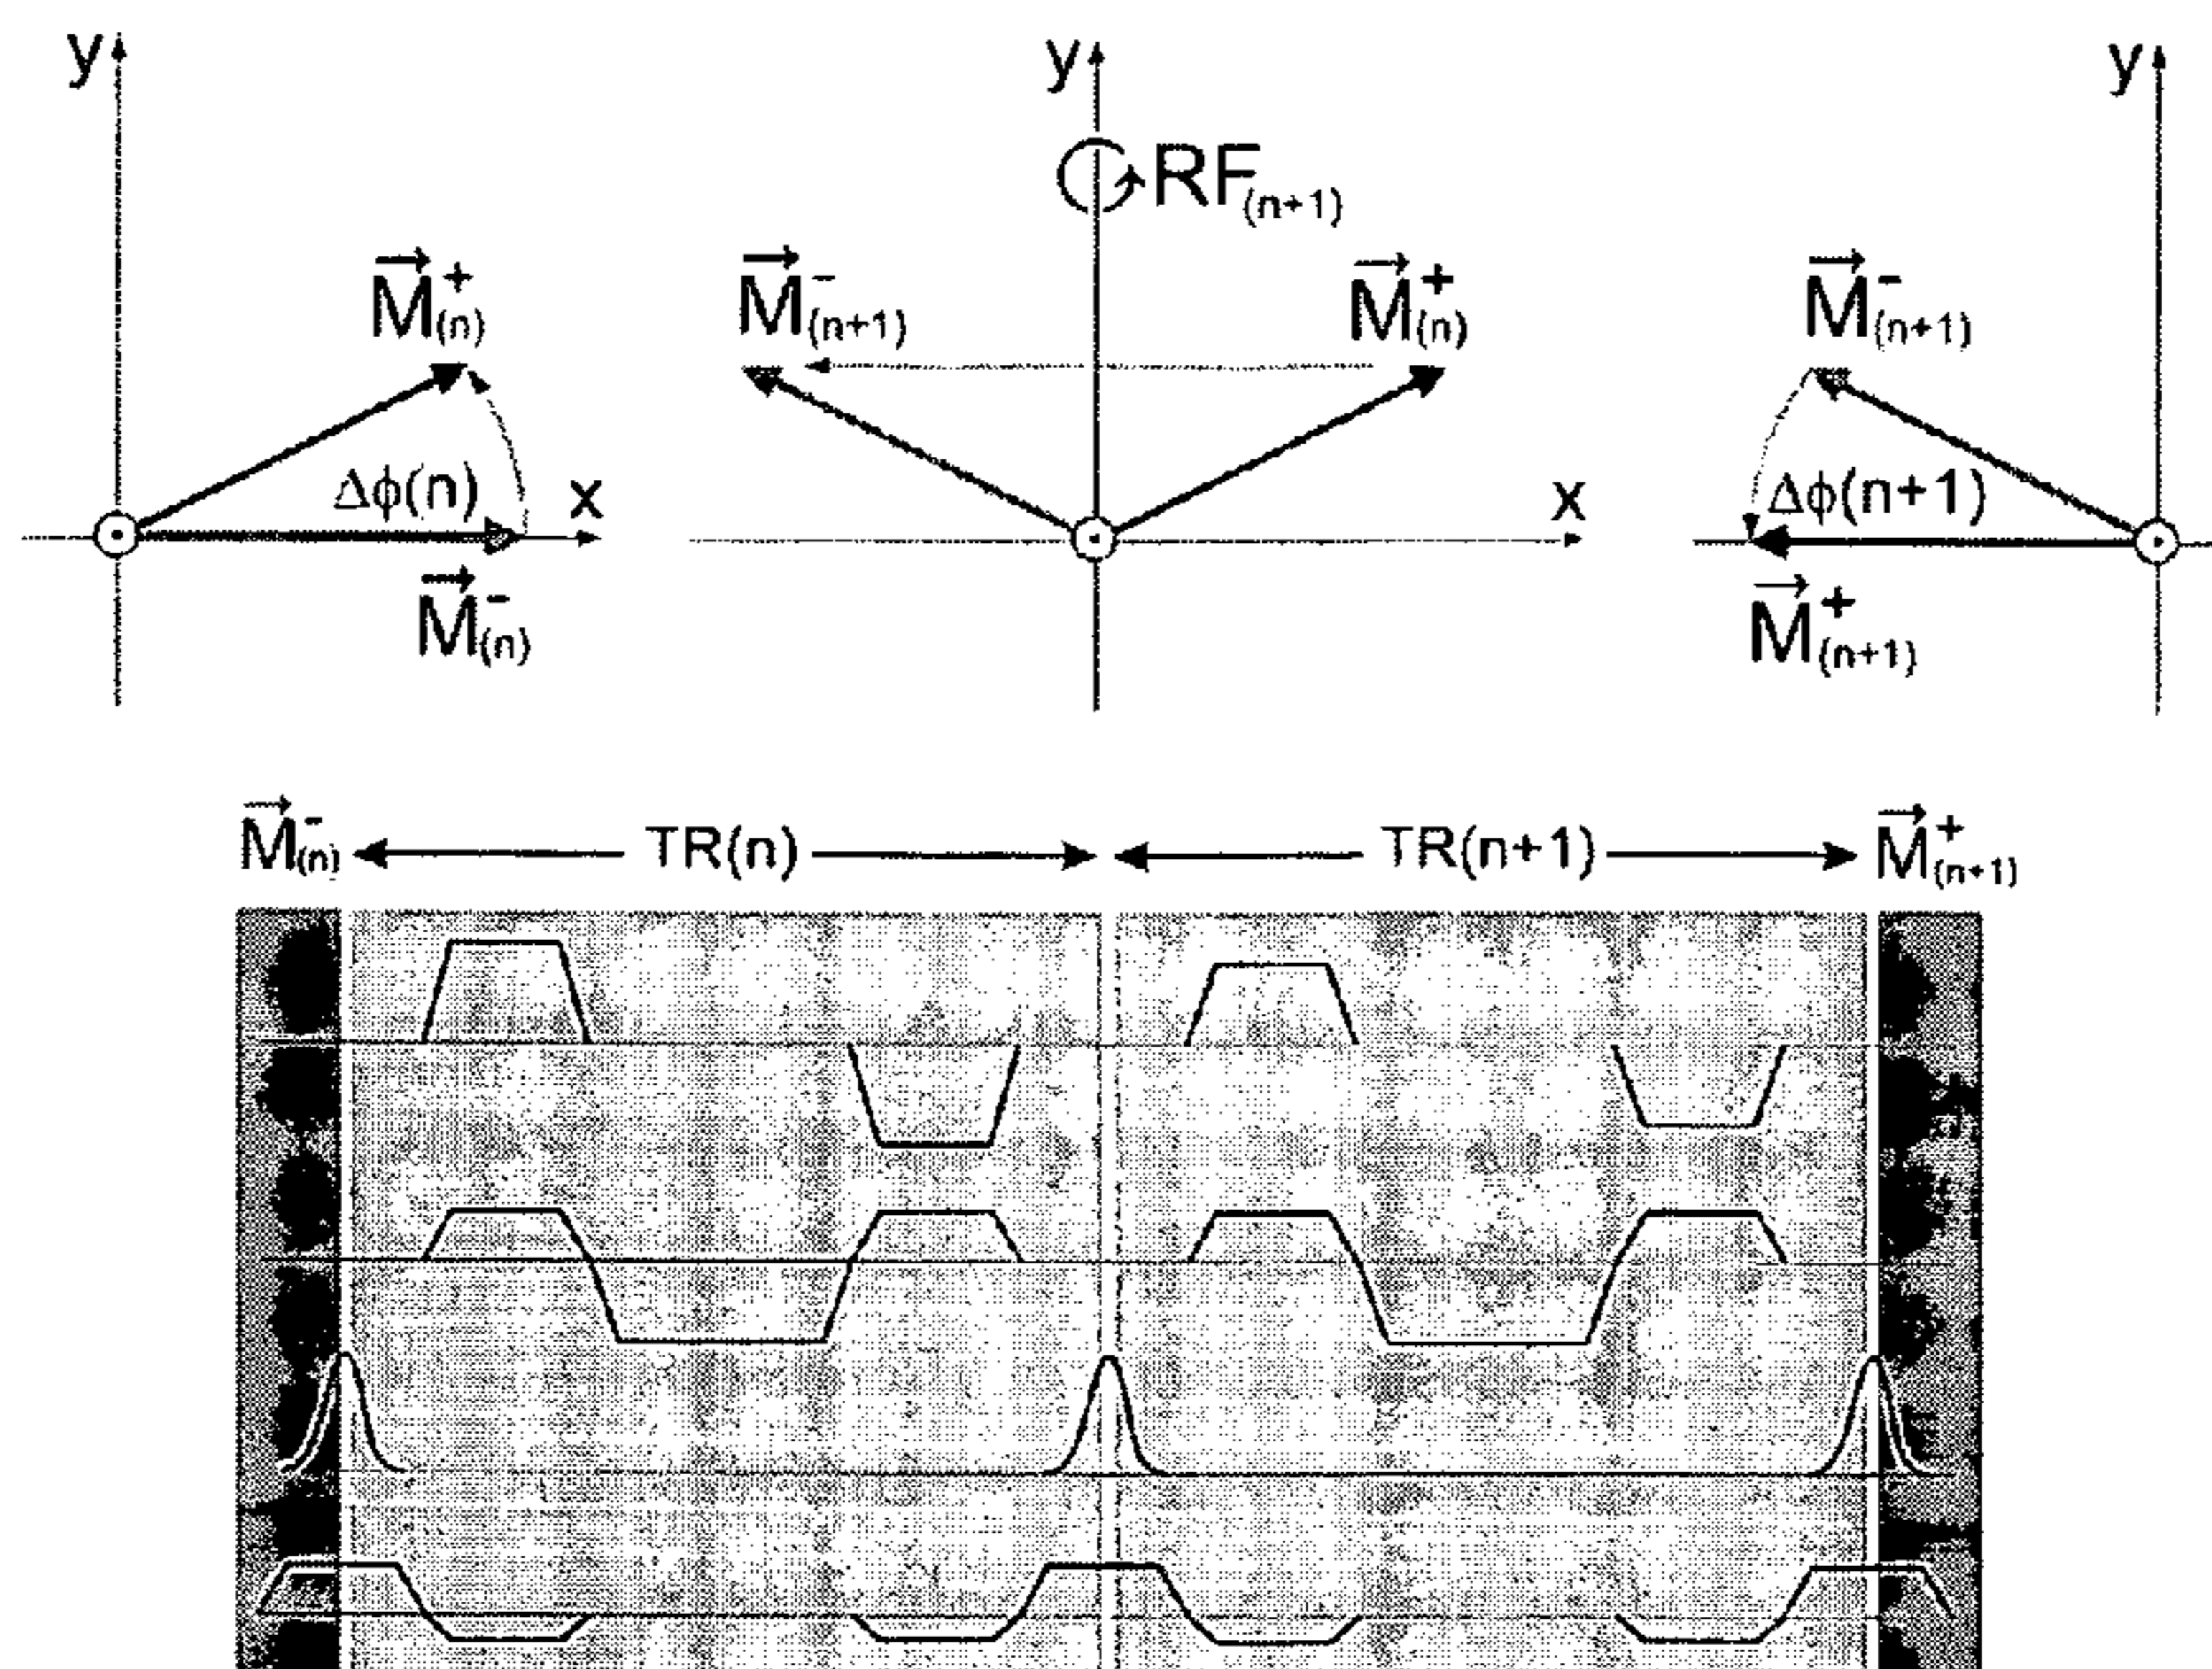 y y y
RF(n+1)
M⁺(n) M⁻(n+1) M⁺(n) M⁻(n+1)
Δϕ(n) x x Δϕ(n+1)
M⁻(n) M⁺(n+1)
M⁻(n) TR(n) TR(n+1) M⁺(n+1)